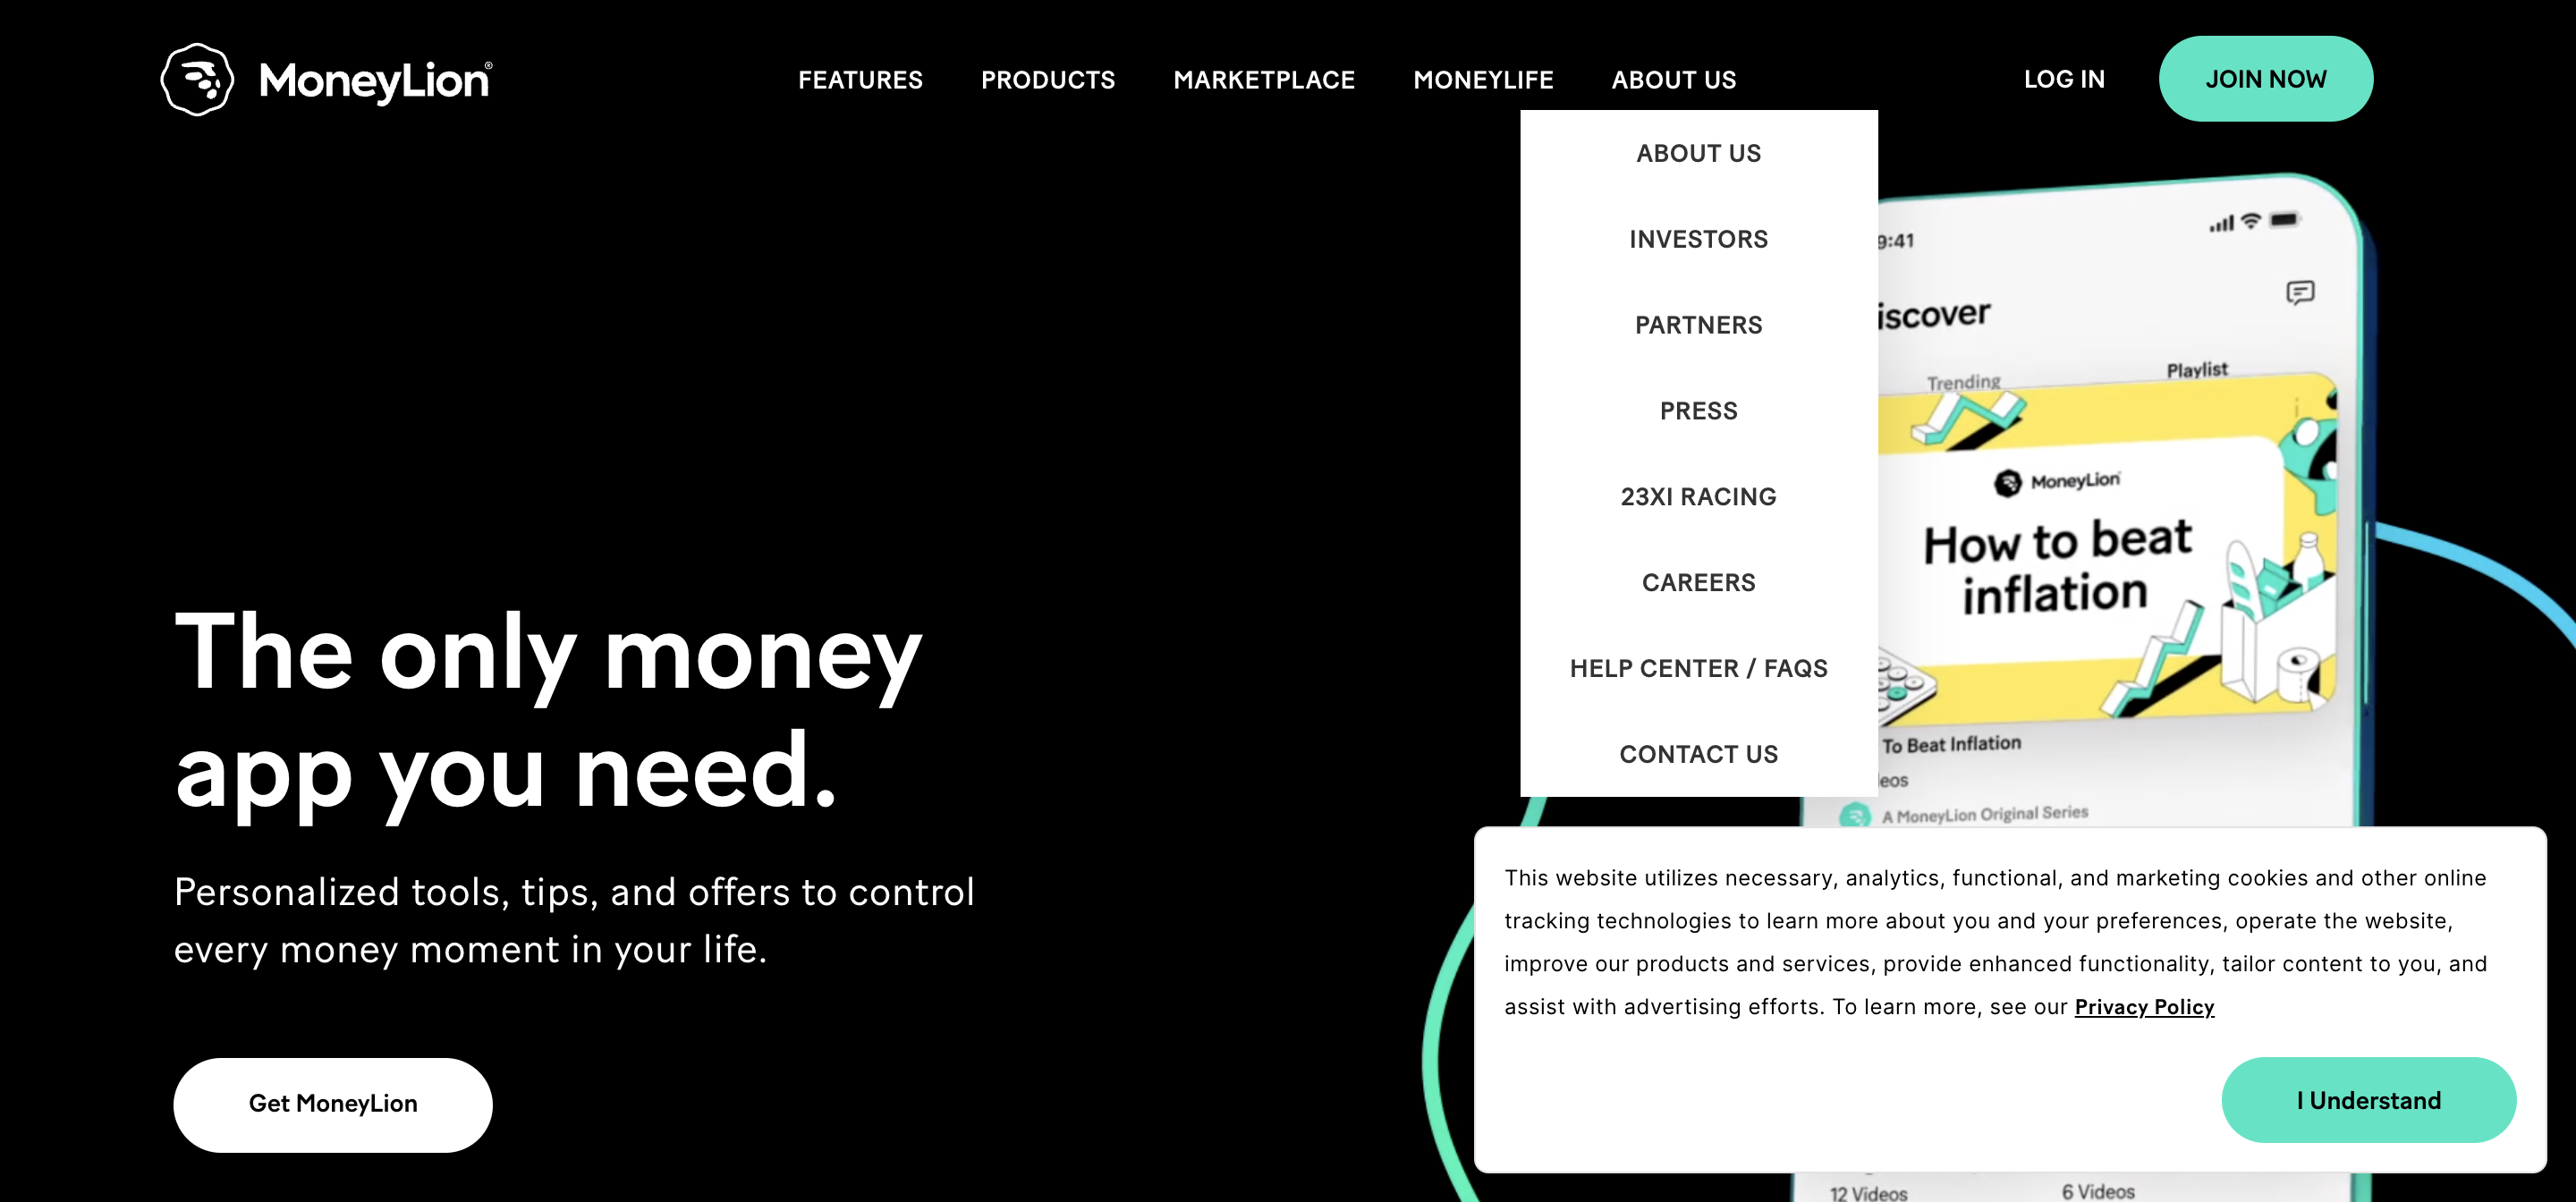 MoneyLion®
FEATURES
PRODUCTS
MARKETPLACE
MONEYLIFE
ABOUT US
LOG IN
JOIN NOW
ABOUT US
INVESTORS
PARTNERS
PRESS
23XI RACING
CAREERS
HELP CENTER / FAQS
CONTACT US
The only money
app you need.
Personalized tools, tips, and offers to control
every money moment in your life.
Get MoneyLion
9:41
iscover
Trending
Playlist
MoneyLion
How to beat
inflation
To Beat Inflation
eos
A MoneyLion Original Series
This website utilizes necessary, analytics, functional, and marketing cookies and other online
tracking technologies to learn more about you and your preferences, operate the website,
improve our products and services, provide enhanced functionality, tailor content to you, and
assist with advertising efforts. To learn more, see our Privacy Policy
I Understand
12 Videos
6 Videos